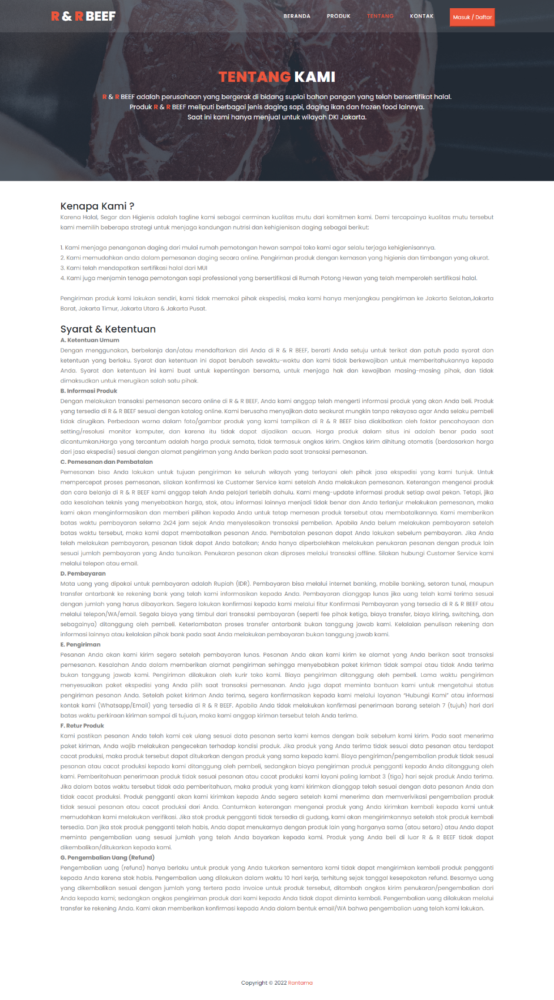 R & R BEEF
BERANDA
PRODUK
TENTANG
KONTAK
Masuk / Daftar
TENTANG KAMI
R & R BEEF adalah perusahaan yang bergerak di bidang suplai bahan pangan yang telah bersertifikat halal.
Produk R & R BEEF meliputi berbagai jenis daging sapi, daging ikan dan frozen food lainnya.
Saat ini kami hanya menjual untuk wilayah DKI Jakarta.
Kenapa Kami ?
Karena Halal, Segar dan Higienis adalah tagline kami sebagai cerminan kualitas mutu dari komitmen kami. Demi tercapainya kualitas mutu tersebut
kami memilih beberapa strategi untuk menjaga kandungan nutrisi dan kehigienisan daging sebagai berikut:
1. Kami menjaga penanganan daging dari mulai rumah pemotongan hewan sampai toko kami agar selalu terjaga kehigienisannya.
2. Kami memudahkan anda dalam pemesanan daging secara online. Pengiriman produk dengan kemasan yang higienis dan timbangan yang akurat.
3. Kami telah mendapatkan sertifikasi halal dari MUI
4. Kami juga menjamin tenaga pemotongan sapi professional yang bersertifikasi di Rumah Potong Hewan yang telah memperoleh sertifikasi halal.
Pengiriman produk kami lakukan sendiri, kami tidak memakai pihak ekspedisi, maka kami hanya menjangkau pengiriman ke Jakarta Selatan,Jakarta
Barat, Jakarta Timur, Jakarta Utara & Jakarta Pusat.
Syarat & Ketentuan
A. Ketentuan Umum
Dengan menggunakan, berbelanja dan/atau mendaftarkan diri Anda di R & R BEEF, berarti Anda setuju untuk terikat dan patuh pada syarat dan
ketentuan yang berlaku. Syarat dan ketentuan ini dapat berubah sewaktu-waktu dan kami tidak berkewajiban untuk memberitahukannya kepada
Anda. Syarat dan ketentuan ini kami buat untuk kepentingan bersama, untuk menjaga hak dan kewajiban masing-masing pihak, dan tidak
dimaksudkan untuk merugikan salah satu pihak.
B. Informasi Produk
Dengan melakukan transaksi pemesanan secara online di R & R BEEF, Anda kami anggap telah mengerti informasi produk yang akan Anda beli. Produk
yang tersedia di R & R BEEF sesuai dengan katalog online. Kami berusaha menyajikan data seakurat mungkin tanpa rekayasa agar Anda selaku pembeli
tidak dirugikan. Perbedaan warna dalam foto/gambar produk yang kami tampilkan di R & R BEEF bisa diakibatkan oleh faktor pencahayaan dan
setting/resolusi monitor komputer, dan karena itu tidak dapat dijadikan acuan. Harga produk dalam situs ini adalah benar pada saat
dicantumkan.Harga yang tercantum adalah harga produk semata, tidak termasuk ongkos kirim. Ongkos kirim dihitung otomatis (berdasarkan harga
dari jasa ekspedisi) sesuai dengan alamat pengiriman yang Anda berikan pada saat transaksi pemesanan.
C. Pemesanan dan Pembatalan
Pemesanan bisa Anda lakukan untuk tujuan pengiriman ke seluruh wilayah yang terlayani oleh pihak jasa ekspedisi yang kami tunjuk. Untuk
mempercepat proses pemesanan, silakan konfirmasi ke Customer Service kami setelah Anda melakukan pemesanan. Keterangan mengenai produk
dan cara belanja di R & R BEEF kami anggap telah Anda pelajari terlebih dahulu. Kami meng-update informasi produk setiap awal pekan. Tetapi, jika
ada kesalahan teknis yang menyebabkan harga, stok, atau informasi lainnya menjadi tidak benar dan Anda terlanjur melakukan pemesanan, maka
kami akan menginformasikan dan memberi pilihan kepada Anda untuk tetap memesan produk tersebut atau membatalkannya. Kami memberikan
batas waktu pembayaran selama 2x24 jam sejak Anda menyelesaikan transaksi pembelian. Apabila Anda belum melakukan pembayaran setelah
batas waktu tersebut, maka kami dapat membatalkan pesanan Anda. Pembatalan pesanan dapat Anda lakukan sebelum pembayaran. Jika Anda
telah melakukan pembayaran, pesanan tidak dapat Anda batalkan; Anda hanya diperbolehkan melakukan penukaran pesanan dengan produk lain
sesuai jumlah pembayaran yang Anda tunaikan. Penukaran pesanan akan diproses melalui transaksi offline. Silakan hubungi Customer Service kami
melalui telepon atau email.
D. Pembayaran
Mata uang yang dipakai untuk pembayaran adalah Rupiah (IDR). Pembayaran bisa melalui internet banking, mobile banking, setoran tunai, maupun
transfer antarbank ke rekening bank yang telah kami informasikan kepada Anda. Pembayaran dianggap lunas jika uang telah kami terima sesuai
dengan jumlah yang harus dibayarkan. Segera lakukan konfirmasi kepada kami melalui fitur Konfirmasi Pembayaran yang tersedia di R & R BEEF atau
melalui telepon/WA/email. Segala biaya yang timbul dari transaksi pembayaran (seperti fee pihak ketiga, biaya transfer, biaya kliring, switching, dan
sebagainya) ditanggung oleh pembeli. Keterlambatan proses transfer antarbank bukan tanggung jawab kami. Kelalaian penulisan rekening dan
informasi lainnya atau kelalaian pihak bank pada saat Anda melakukan pembayaran bukan tanggung jawab kami.
E. Pengiriman
Pesanan Anda akan kami kirim segera setelah pembayaran lunas. Pesanan Anda akan kami kirim ke alamat yang Anda berikan saat transaksi
pemesanan. Kesalahan Anda dalam memberikan alamat pengiriman sehingga menyebabkan paket kiriman tidak sampai atau tidak Anda terima
bukan tanggung jawab kami. Pengiriman dilakukan oleh kurir toko kami. Biaya pengiriman ditanggung oleh pembeli. Lama waktu pengiriman
menyesuaikan paket ekspedisi yang Anda pilih saat transaksi pemesanan. Anda juga dapat meminta bantuan kami untuk mengetahui status
pengiriman pesanan Anda. Setelah paket kiriman Anda terima, segera konfirmasikan kepada kami melalui layanan “Hubungi Kami” atau informasi
kontak kami (Whatsapp/Email) yang tersedia di R & R BEEF. Apabila Anda tidak melakukan konfirmasi penerimaan barang setelah 7 (tujuh) hari dari
batas waktu perkiraan kiriman sampai di tujuan, maka kami anggap kiriman tersebut telah Anda terima.
F. Retur Produk
Kami pastikan pesanan Anda telah kami cek ulang sesuai data pesanan serta kami kemas dengan baik sebelum kami kirim. Pada saat menerima
paket kiriman, Anda wajib melakukan pengecekan terhadap kondisi produk. Jika produk yang Anda terima tidak sesuai data pesanan atau terdapat
cacat produksi, maka produk tersebut dapat ditukarkan dengan produk yang sama kepada kami. Biaya pengiriman/pengembalian produk tidak sesuai
pesanan atau cacat produksi kepada kami ditanggung oleh pembeli, sedangkan biaya pengiriman produk pengganti kepada Anda ditanggung oleh
kami. Pemberitahuan penerimaan produk tidak sesuai pesanan atau cacat produksi kami layani paling lambat 3 (tiga) hari sejak produk Anda terima.
Jika dalam batas waktu tersebut tidak ada pemberitahuan, maka produk yang kami kirimkan dianggap telah sesuai dengan data pesanan Anda dan
tidak cacat produksi. Produk pengganti akan kami kirimkan kepada Anda segera setelah kami menerima dan memverivikasi pengembalian produk
tidak sesuai pesanan atau cacat produksi dari Anda. Cantumkan keterangan mengenai produk yang Anda kirimkan kembali kepada kami untuk
memudahkan kami melakukan verifikasi. Jika stok produk pengganti tidak tersedia di gudang, kami akan mengirimkannya setelah stok produk kembali
tersedia. Dan jika stok produk pengganti telah habis, Anda dapat menukarnya dengan produk lain yang harganya sama (atau setara) atau Anda dapat
meminta pengembalian uang sesuai jumlah yang telah Anda bayarkan kepada kami. Produk yang Anda beli di luar R & R BEEF tidak dapat
dikembalikan/ditukarkan kepada kami.
G. Pengembalian Uang (Refund)
Pengembalian uang (refund) hanya berlaku untuk produk yang Anda tukarkan sementara kami tidak dapat mengirimkan kembali produk pengganti
kepada Anda karena stok habis. Pengembalian uang dilakukan dalam waktu 10 hari kerja, terhitung sejak tanggal kesepakatan refund. Besarnya uang
yang dikembalikan sesuai dengan jumlah yang tertera pada invoice untuk produk tersebut, ditambah ongkos kirim penukaran/pengembalian dari
Anda kepada kami; sedangkan ongkos pengiriman produk dari kami kepada Anda tidak dapat diminta kembali. Pengembalian uang dilakukan melalui
transfer ke rekening Anda. Kami akan memberikan konfirmasi kepada Anda dalam bentuk email/WA bahwa pengembalian uang telah kami lakukan.
Copyright © 2022 Rantama